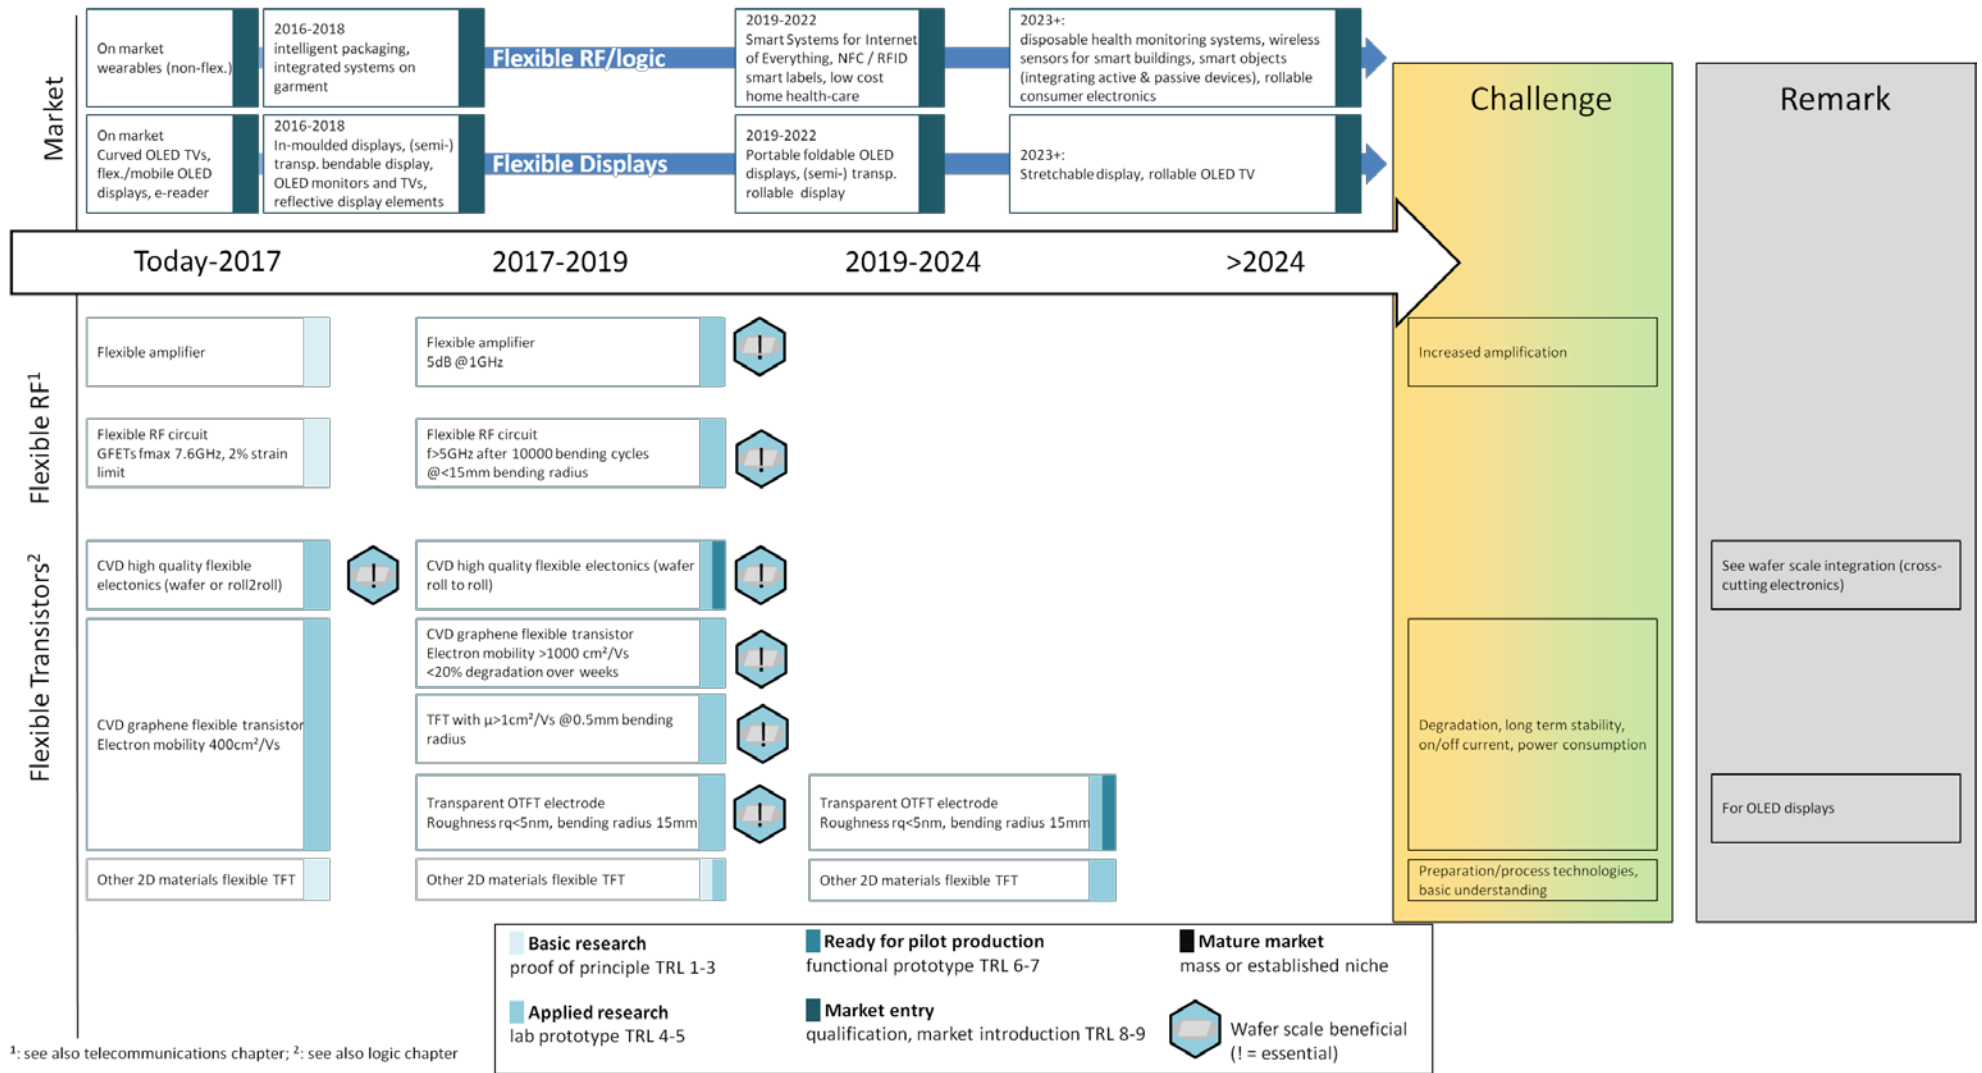 Market
On market
wearables (non-flex.)
2016-2018
intelligent packaging,
integrated systems on
garment
Flexible RF/logic
2019-2022
Smart Systems for Internet
of Everything, NFC / RFID
smart labels, low cost
home health-care
2023+:
disposable health monitoring systems, wireless
sensors for smart buildings, smart objects
(integrating active & passive devices), rollable
consumer electronics
On market
Curved OLED TVs,
flex./mobile OLED
displays, e-reader
2016-2018
In-moulded displays, (semi-)
transp. bendable display,
OLED monitors and TVs,
reflective display elements
Flexible Displays
2019-2022
Portable foldable OLED
displays, (semi-) transp.
rollable display
2023+:
Stretchable display, rollable OLED TV
Challenge
Remark
Today-2017
2017-2019
2019-2024
>2024
Flexible RF¹
Flexible amplifier
Flexible amplifier
5dB @1GHz
!
Increased amplification
Flexible RF circuit
GFETs fmax 7.6GHz, 2% strain
limit
Flexible RF circuit
f>5GHz after 10000 bending cycles
@<15mm bending radius
!
Flexible Transistors²
CVD high quality flexible
electonics (wafer or roll2roll)
!
CVD high quality flexible electonics (wafer
roll to roll)
!
See wafer scale integration (cross-
cutting electronics)
CVD graphene flexible transistor
Electron mobility 400cm²/Vs
CVD graphene flexible transistor
Electron mobility >1000 cm²/Vs
<20% degradation over weeks
!
TFT with µ>1cm²/Vs @0.5mm bending
radius
!
Degradation, long term stability,
on/off current, power consumption
Transparent OTFT electrode
Roughness rq<5nm, bending radius 15mm
!
Transparent OTFT electrode
Roughness rq<5nm, bending radius 15mm
For OLED displays
Other 2D materials flexible TFT
Other 2D materials flexible TFT
Other 2D materials flexible TFT
Preparation/process technologies,
basic understanding
Basic research
proof of principle TRL 1-3
Ready for pilot production
functional prototype TRL 6-7
Mature market
mass or established niche
Applied research
lab prototype TRL 4-5
Market entry
qualification, market introduction TRL 8-9
Wafer scale beneficial
(! = essential)
¹: see also telecommunications chapter; ²: see also logic chapter